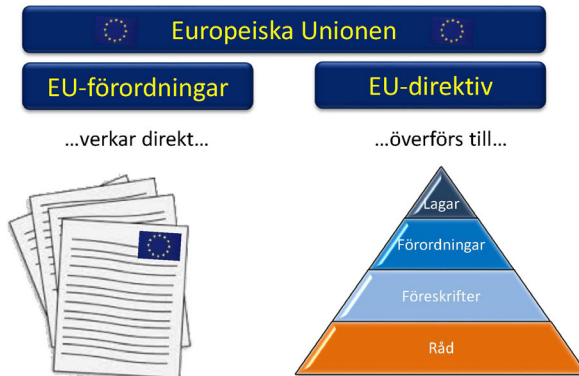 Europeiska Unionen
EU-förordningar
EU-direktiv
...verkar direkt...
...överförs till...
Lagar
Förordningar
Föreskrifter
Råd